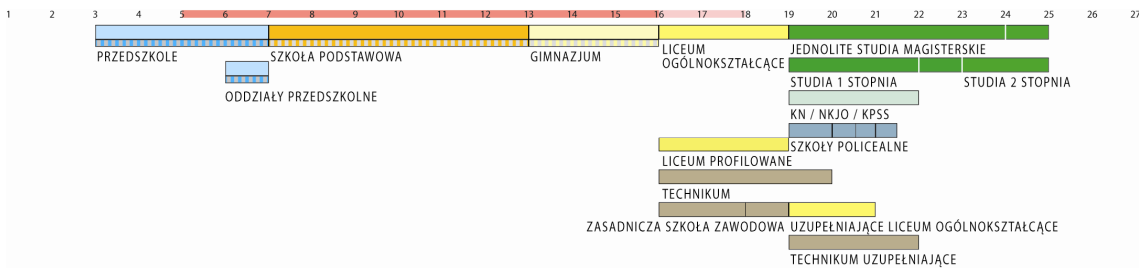 1 2 3 4 5 6 7 8 9 10 11 12 13 14 15 16 17 18 19 20 21 22 23 24 25 26 27
PRZEDSZKOLE SZKOŁA PODSTAWOWA GIMNAZJUM LICEUM JEDNOLITE STUDIA MAGISTERSKIE
OGÓLNOKSZTAŁCĄCE
STUDIA 1 STOPNIA STUDIA 2 STOPNIA
ODDZIAŁY PRZEDSZKOLNE
KN / NKJO / KPSS
SZKOŁY POLICEALNE
LICEUM PROFILOWANE
TECHNIKUM
ZASADNICZA SZKOŁA ZAWODOWA UZUPEŁNIAJĄCE LICEUM OGÓLNOKSZTAŁCĄCE
TECHNIKUM UZUPEŁNIAJĄCE